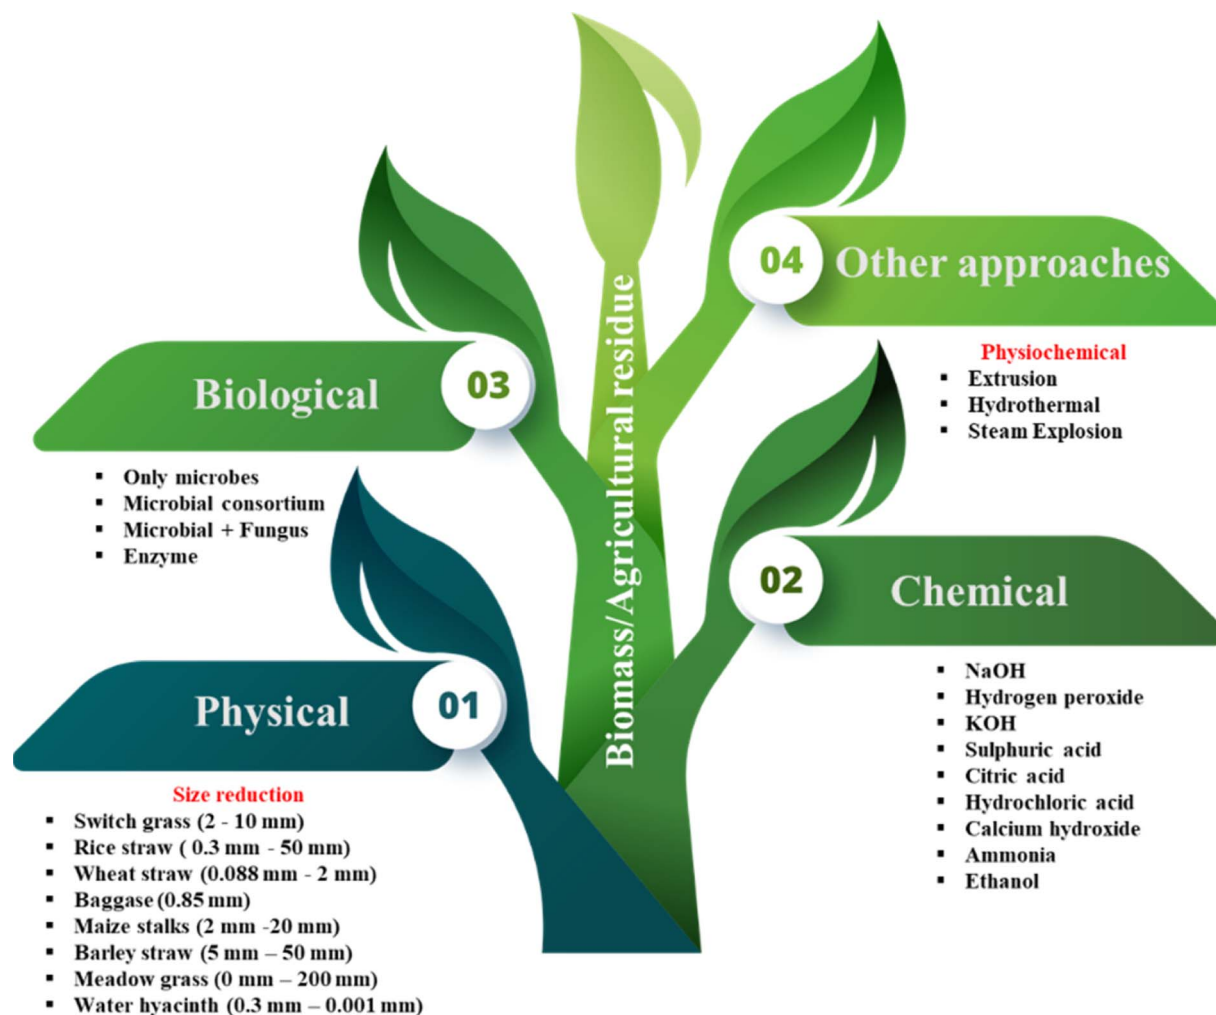 Biomass/Agricultural residue
01
Physical
Size reduction
▪ Switch grass (2 - 10 mm)
▪ Rice straw ( 0.3 mm - 50 mm)
▪ Wheat straw (0.088 mm - 2 mm)
▪ Baggase (0.85 mm)
▪ Maize stalks (2 mm -20 mm)
▪ Barley straw (5 mm – 50 mm)
▪ Meadow grass (0 mm – 200 mm)
▪ Water hyacinth (0.3 mm – 0.001 mm)
02
Chemical
▪ NaOH
▪ Hydrogen peroxide
▪ KOH
▪ Sulphuric acid
▪ Citric acid
▪ Hydrochloric acid
▪ Calcium hydroxide
▪ Ammonia
▪ Ethanol
03
Biological
▪ Only microbes
▪ Microbial consortium
▪ Microbial + Fungus
▪ Enzyme
04
Other approaches
Physiochemical
▪ Extrusion
▪ Hydrothermal
▪ Steam Explosion